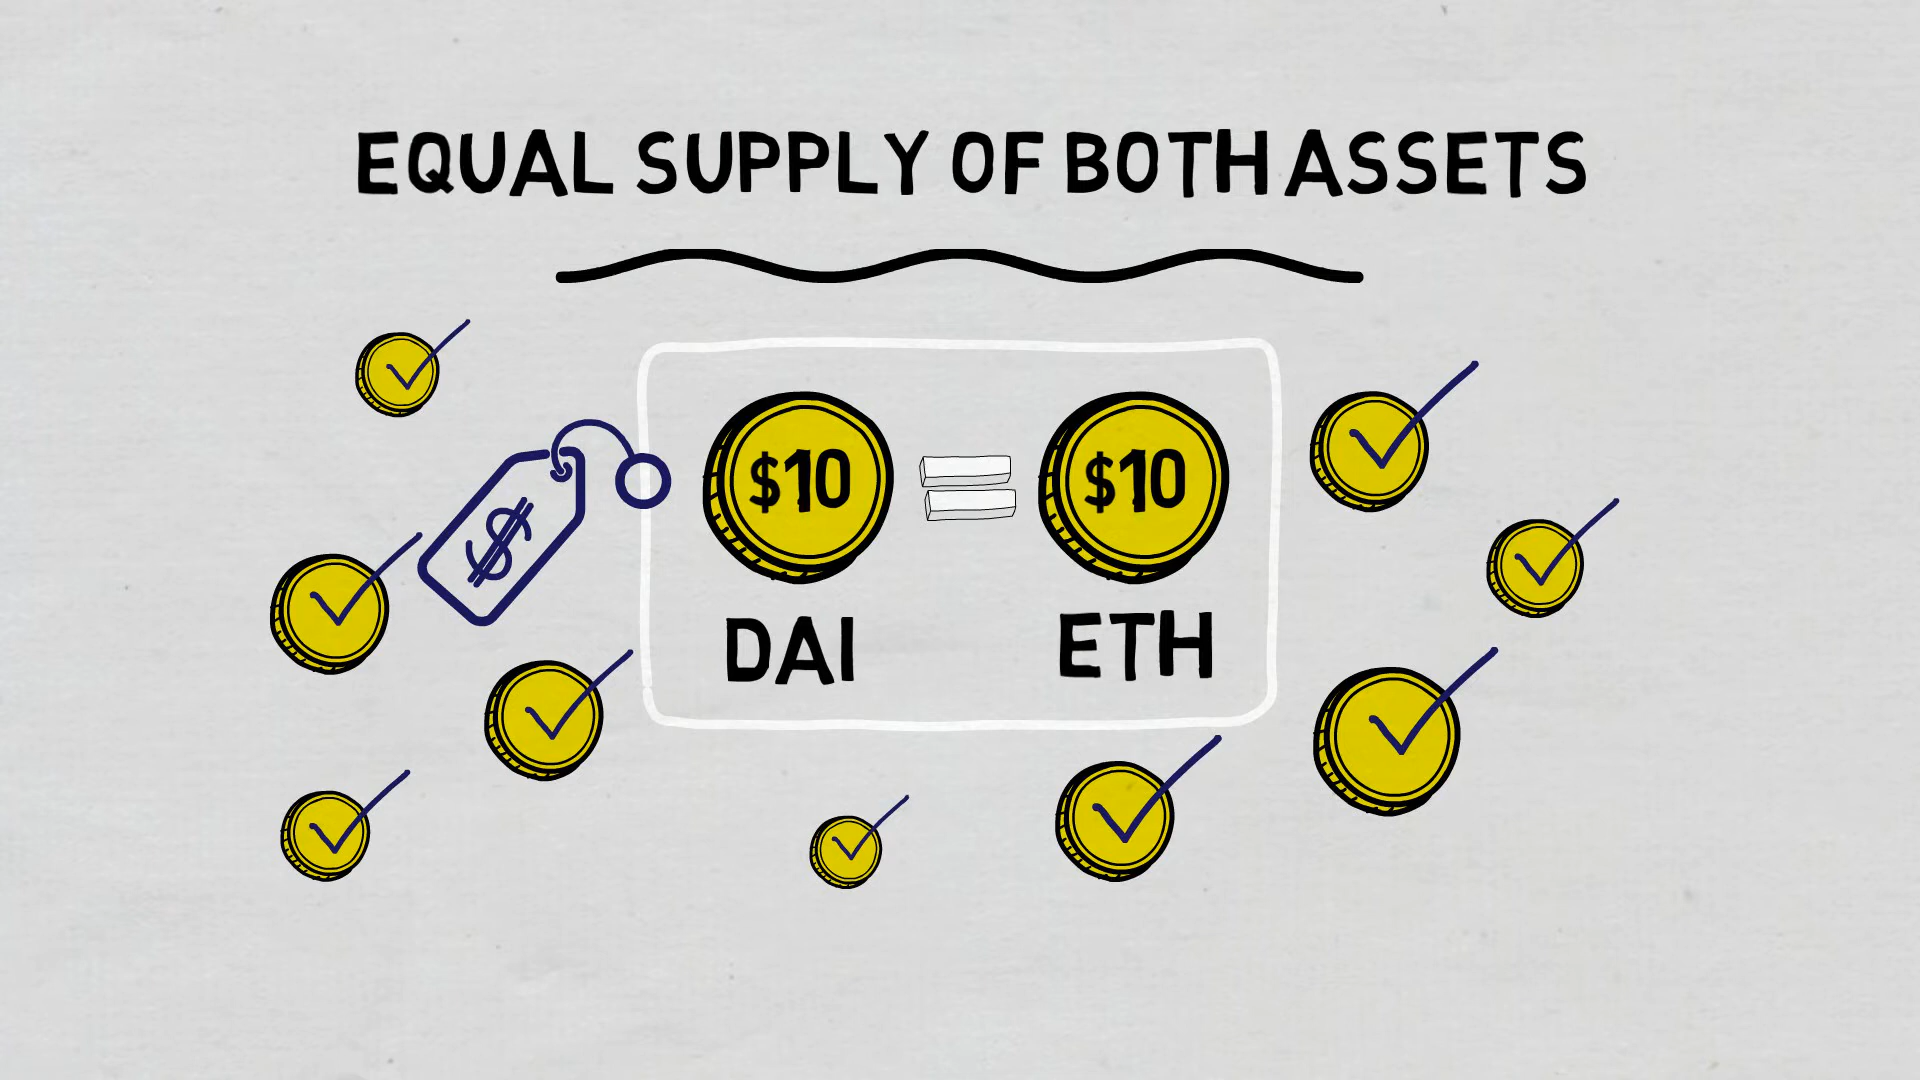 EQUAL SUPPLY OF BOTH ASSETS
$
$10 = $10
DAI ETH